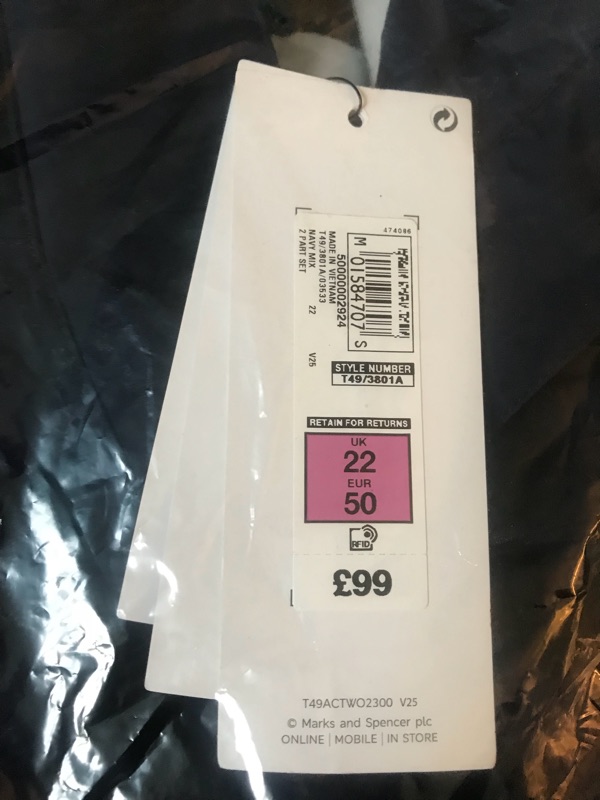 474086
M 01584707 S
500000002924
MADE IN VIETNAM
T49/3801A/03533
NAVY MIX 22 V25
2 PART SET
STYLE NUMBER
T49/3801A
RETAIN FOR RETURNS
UK
22
EUR
50
RFID
£99
T49ACTWO2300 V25
© Marks and Spencer plc
ONLINE | MOBILE | IN STORE